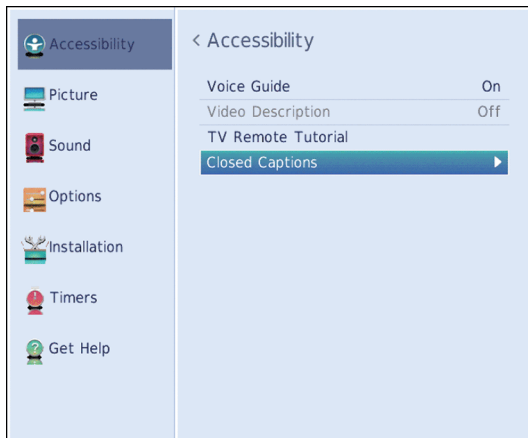 Accessibility
Picture
Sound
Options
Installation
Timers
Get Help
< Accessibility
Voice Guide On
Video Description Off
TV Remote Tutorial
Closed Captions